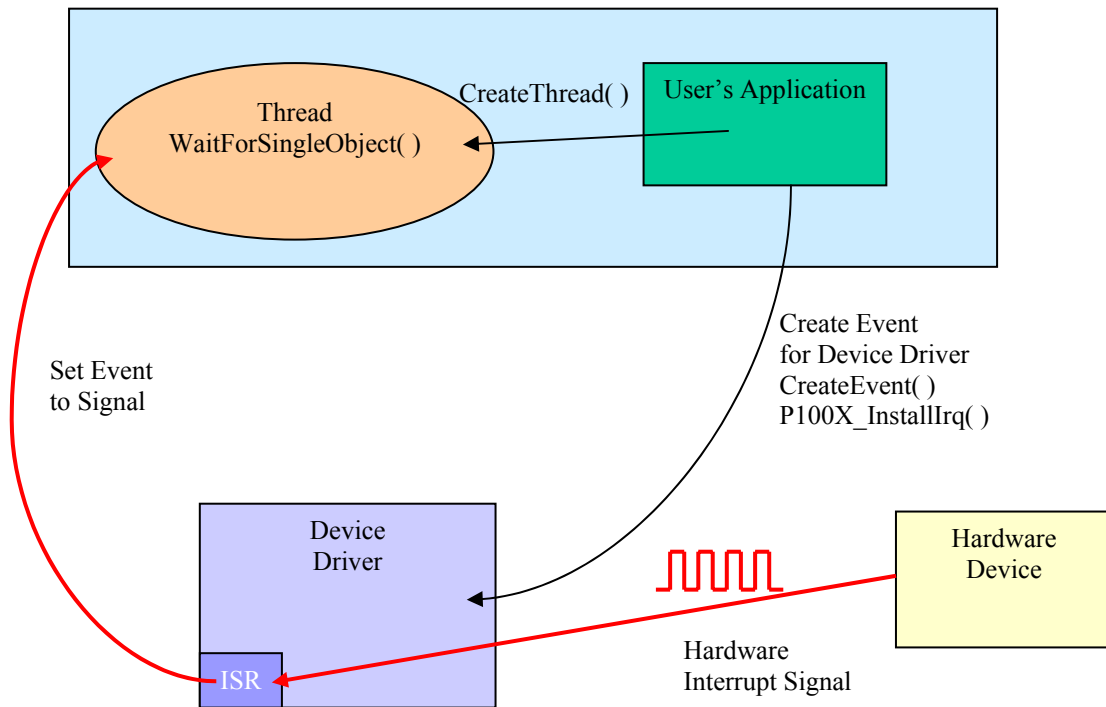 CreateThread( )
User’s Application
Thread
WaitForSingleObject( )
Create Event
for Device Driver
CreateEvent( )
P100X_InstallIrq( )
Set Event
to Signal
Device
Driver
Hardware
Device
ISR
Hardware
Interrupt Signal